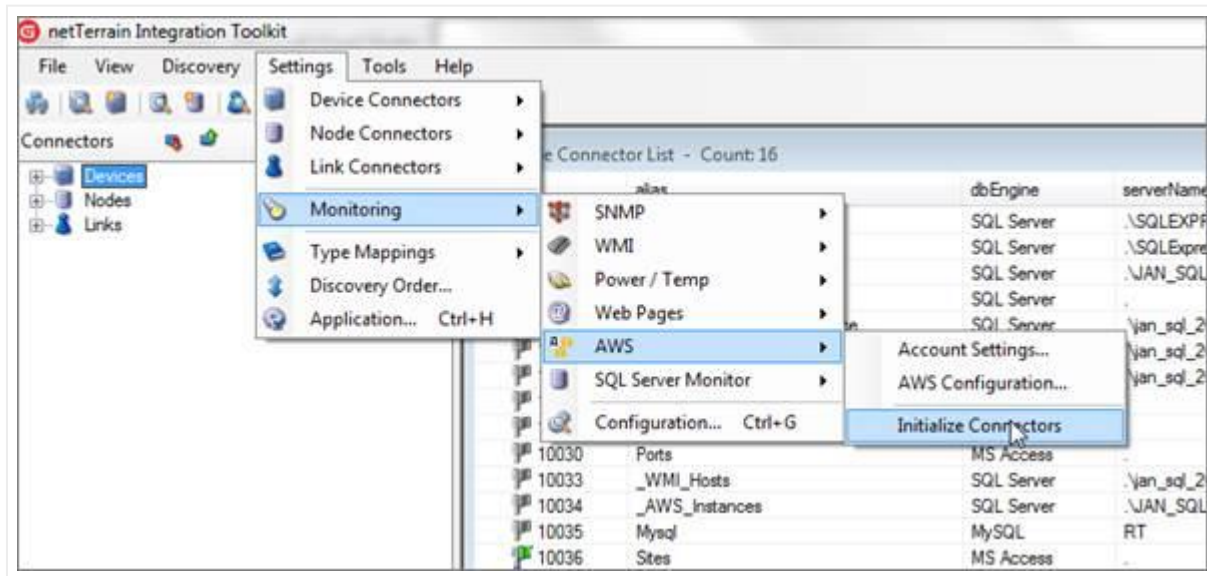 netTerrain Integration Toolkit
File View Discovery Settings Tools Help
Device Connectors
Node Connectors
Link Connectors
Monitoring
Type Mappings
Discovery Order...
Application... Ctrl+H
Connectors
Devices
Nodes
Links
Connector List - Count: 16
alias dbEngine serverName
SNMP
WMI
Power / Temp
Web Pages
AWS
SQL Server Monitor
Configuration... Ctrl+G
Account Settings...
AWS Configuration...
Initialize Connectors
SQL Server .\SQLEXPR
SQL Server .\SQLExpre
SQL Server .\JAN_SQL
SQL Server .
SQL Server .\jan_sql_2
.\jan_sql_2
.\jan_sql_2
10030 Ports MS Access .
10033 _WMI_Hosts SQL Server .\jan_sql_2
10034 _AWS_Instances SQL Server .\JAN_SQL
10035 Mysql MySQL RT
10036 Sites MS Access .